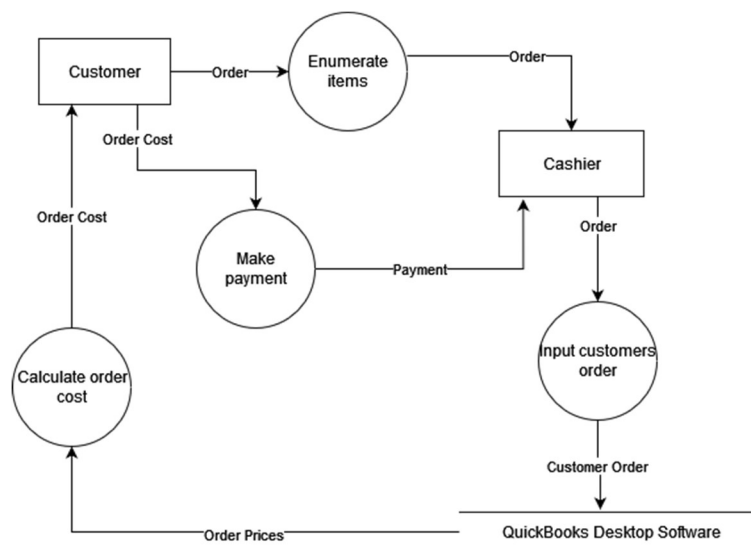 Customer
Order
Enumerate
items
Order
Order Cost
Cashier
Order Cost
Order
Make
payment
Payment
Input customers
order
Calculate order
cost
Customer Order
Order Prices
QuickBooks Desktop Software